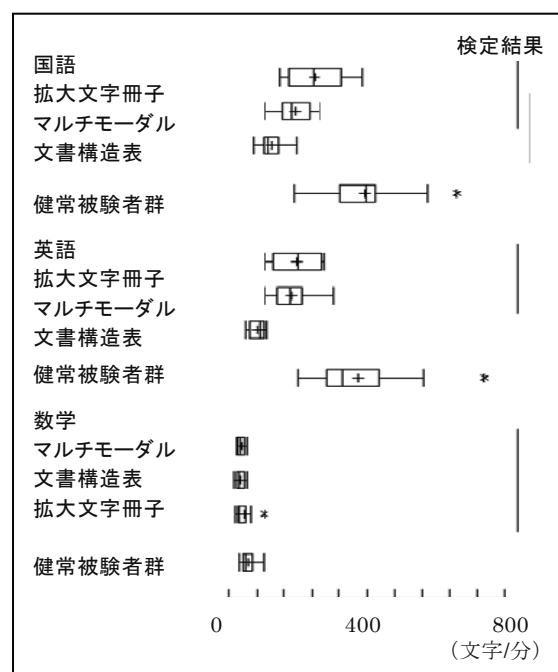 検定結果
国語
拡大文字冊子
マルチモーダル
文書構造表
健常被験者群
英語
拡大文字冊子
マルチモーダル
文書構造表
健常被験者群
数学
マルチモーダル
文書構造表
拡大文字冊子
健常被験者群
0 400 800
(文字/分)